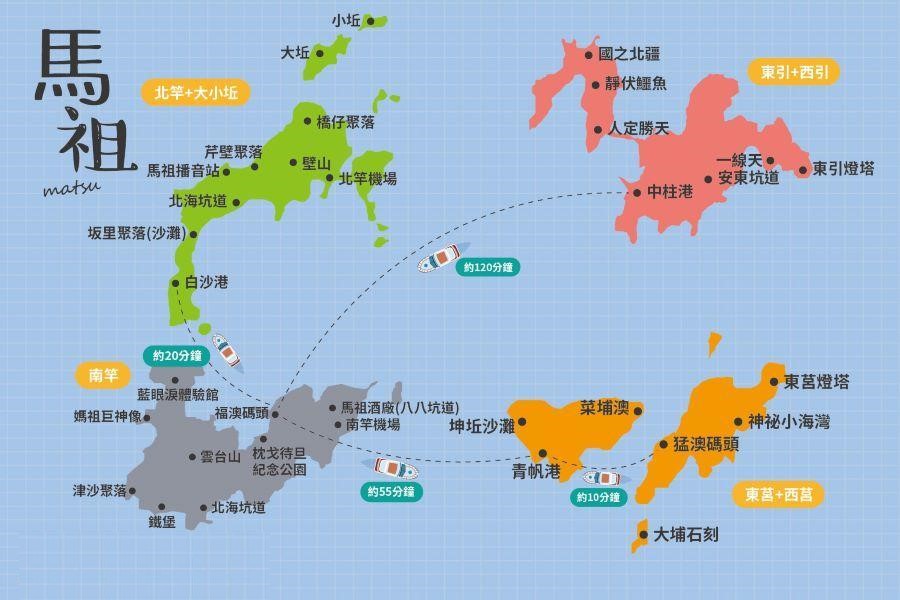 馬祖
matsu
小坵
大坵
北竿+大小坵
橋仔聚落
芹壁聚落
壁山
馬祖播音站
北竿機場
北海坑道
坂里聚落(沙灘)
白沙港
國之北疆
東引+西引
靜伏鱷魚
人定勝天
一線天
東引燈塔
安東坑道
中柱港
約120分鐘
約20分鐘
南竿
藍眼淚體驗館
媽祖巨神像
福澳碼頭
馬祖酒廠(八八坑道)
南竿機場
雲台山
枕戈待旦
紀念公園
津沙聚落
鐵堡
北海坑道
約55分鐘
東莒燈塔
菜埔澳
坤坵沙灘
神祕小海灣
猛澳碼頭
青帆港
約10分鐘
東莒+西莒
大埔石刻